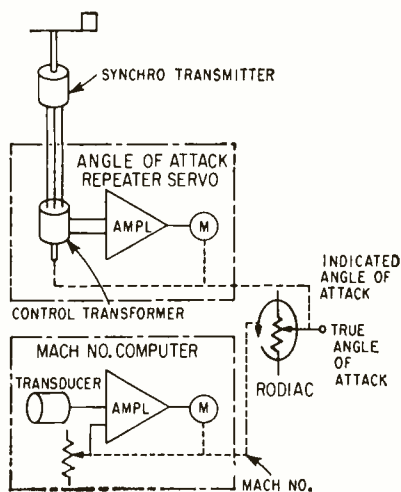 SYNCHRO TRANSMITTER
ANGLE OF ATTACK
REPEATER SERVO
AMPL
M
CONTROL TRANSFORMER
INDICATED
ANGLE OF
ATTACK
TRUE
ANGLE
OF
ATTACK
RODIAC
MACH NO. COMPUTER
TRANSDUCER
AMPL
M
MACH NO.